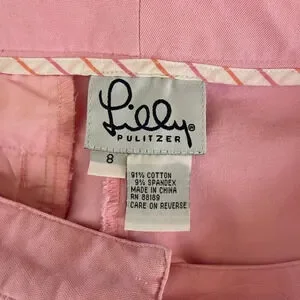 Lilly®
PULITZER
8
91% COTTON
9% SPANDEX
MADE IN CHINA
RN 88189
CARE ON REVERSE